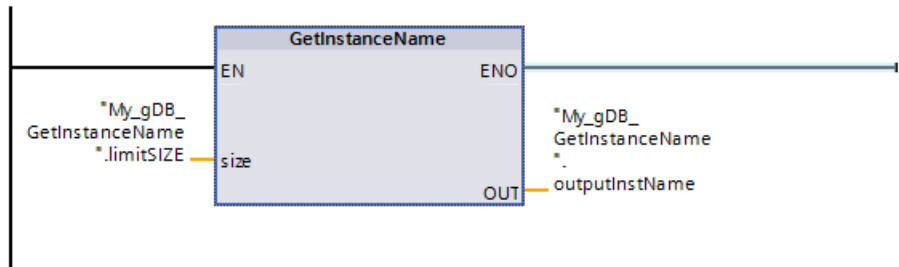 GetInstanceName
EN
ENO
"My_gDB_
GetInstanceName
".limitSIZE
size
"My_gDB_
GetInstanceName
".
outputInstName
OUT